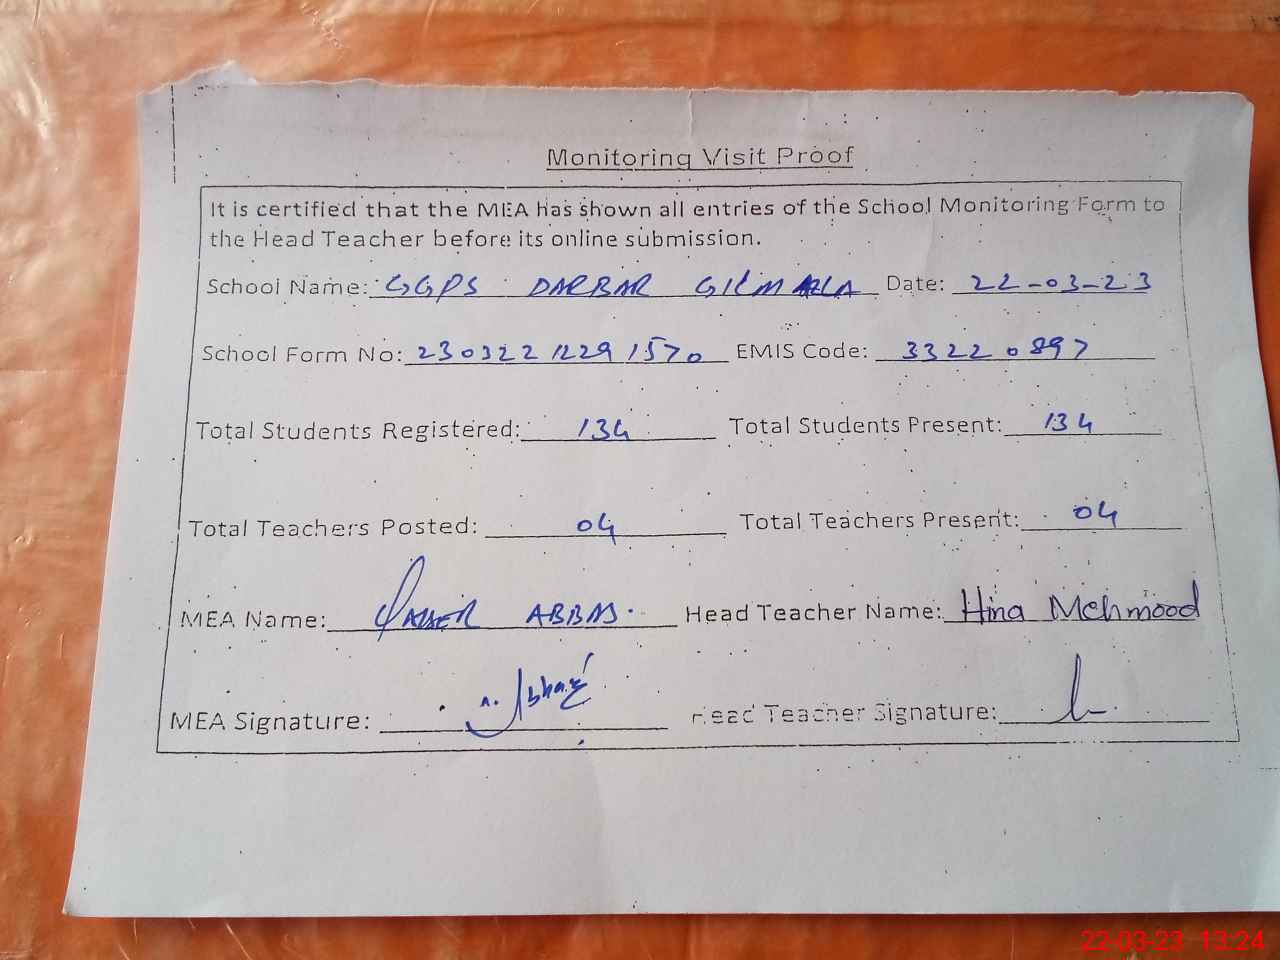 Monitoring Visit Proof
It is certified that the MEA has shown all entries of the School Monitoring Form to
the Head Teacher before its online submission.
School Name: GGPS DARBAR GILMALA Date: 22-03-23
School Form No: 23032212291570 EMIS Code: 33220897
Total Students Registered: 134 Total Students Present: 134
Total Teachers Posted: 04 Total Teachers Present: 04
MEA Name: QAISER ABBAS. Head Teacher Name: Hina Mehmood
MEA Signature: Head Teacher Signature:
22-03-23 13:24